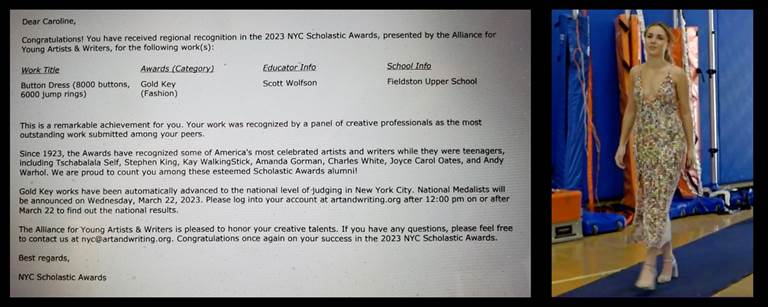 Dear Caroline,
Congratulations! You have received regional recognition in the 2023 NYC Scholastic Awards, presented by the Alliance for
Young Artists & Writers, for the following work(s):
Work Title Awards (Category) Educator Info School Info
Button Dress (8000 buttons, Gold Key Scott Wolfson Fieldston Upper School
6000 jump rings) (Fashion)
This is a remarkable achievement for you. Your work was recognized by a panel of creative professionals as the most
outstanding work submitted among your peers.
Since 1923, the Awards have recognized some of America's most celebrated artists and writers while they were teenagers,
including Tschabalala Self, Stephen King, Kay WalkingStick, Amanda Gorman, Charles White, Joyce Carol Oates, and Andy
Warhol. We are proud to count you among these esteemed Scholastic Awards alumni!
Gold Key works have been automatically advanced to the national level of judging in New York City. National Medalists will
be announced on Wednesday, March 22, 2023. Please log into your account at artandwriting.org after 12:00 pm on or after
March 22 to find out the national results.
The Alliance for Young Artists & Writers is pleased to honor your creative talents. If you have any questions, please feel free
to contact us at nyc@artandwriting.org. Congratulations once again on your success in the 2023 NYC Scholastic Awards.
Best regards,
NYC Scholastic Awards